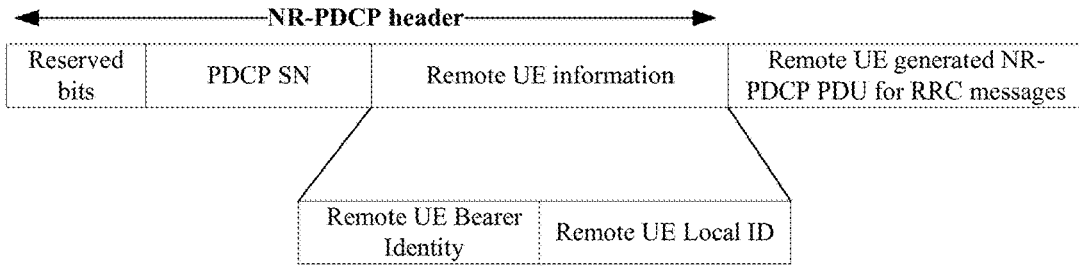 NR-PDCP header
Reserved
bits
PDCP SN
Remote UE information
Remote UE generated NR-
PDCP PDU for RRC messages
Remote UE Bearer
Identity
Remote UE Local ID